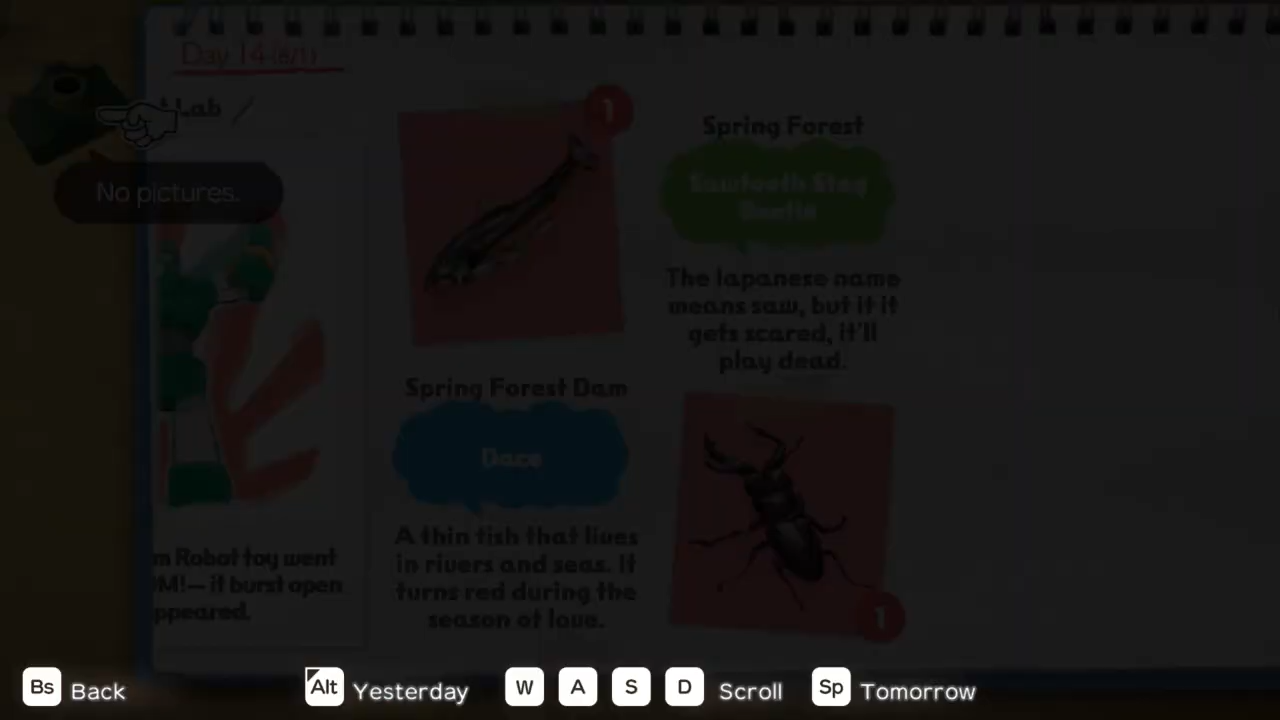 Day 14 (8/1)
t Lab
No pictures.
m Robot toy went
OM!— it burst open
ppeared.
1
Spring Forest Dam
Dace
A thin fish that lives
in rivers and seas. It
turns red during the
season of love.
Spring Forest
Sawtooth Stag
Beetle
The Japanese name
means saw, but if it
gets scared, it'll
play dead.
1
Bs Back
Alt Yesterday
W A S D Scroll
Sp Tomorrow